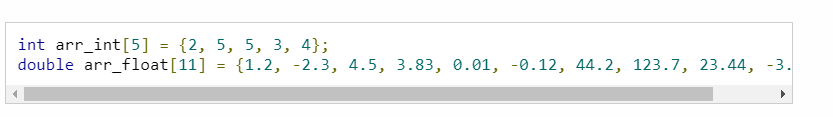 int arr_int[5] = {2, 5, 5, 3, 4};
double arr_float[11] = {1.2, -2.3, 4.5, 3.83, 0.01, -0.12, 44.2, 123.7, 23.44, -3.